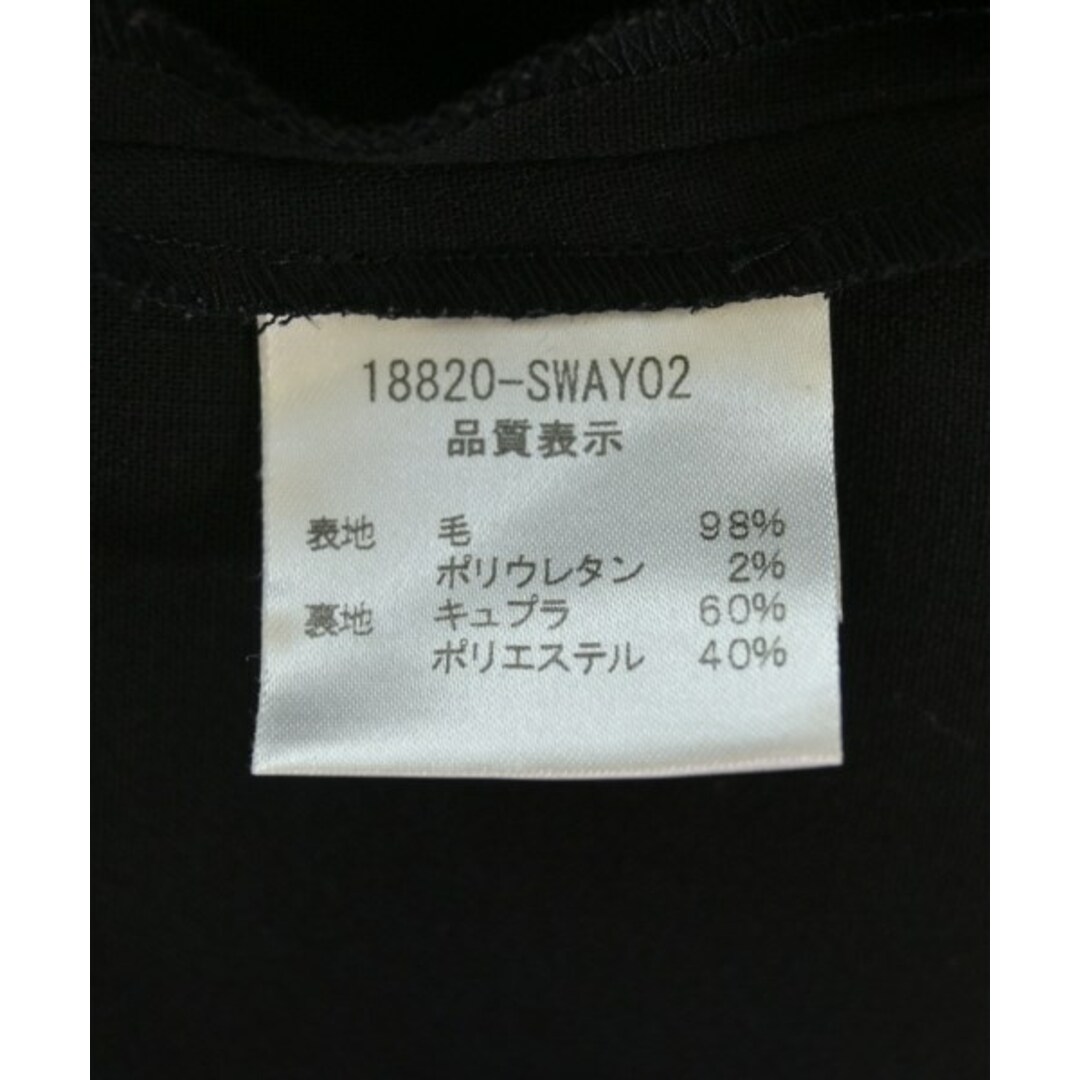 18820-SWAY02
品質表示
表地 毛 98%
ポリウレタン 2%
裏地 キュプラ 60%
ポリエステル 40%